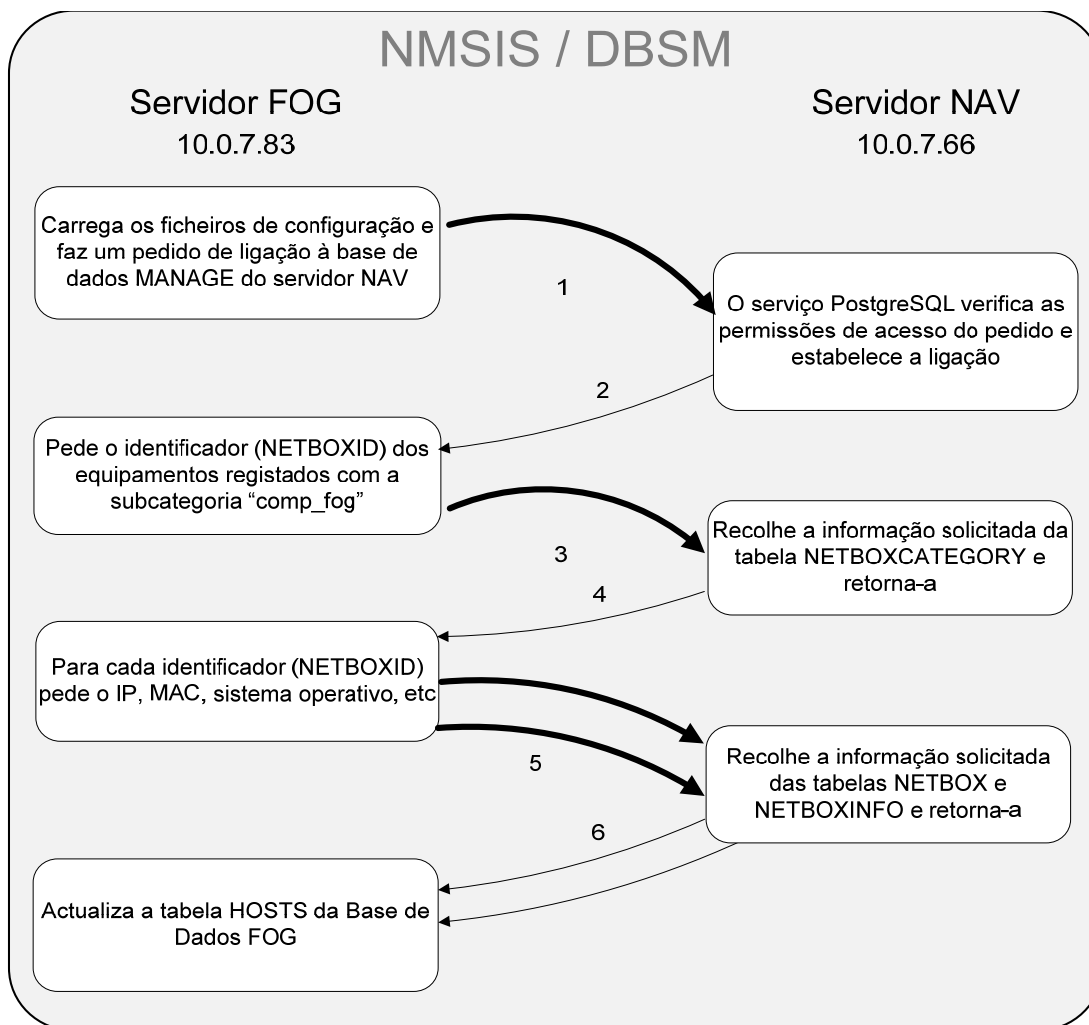 NMSIS / DBSM
Servidor FOG
10.0.7.83
Servidor NAV
10.0.7.66
Carrega os ficheiros de configuração e
faz um pedido de ligação à base de
dados MANAGE do servidor NAV
1
O serviço PostgreSQL verifica as
permissões de acesso do pedido e
estabelece a ligação
2
Pede o identificador (NETBOXID) dos
equipamentos registados com a
subcategoria “comp_fog”
3
Recolhe a informação solicitada da
tabela NETBOXCATEGORY e
retorna-a
4
Para cada identificador (NETBOXID)
pede o IP, MAC, sistema operativo, etc
5
Recolhe a informação solicitada
das tabelas NETBOX e
NETBOXINFO e retorna-a
6
Actualiza a tabela HOSTS da Base de
Dados FOG